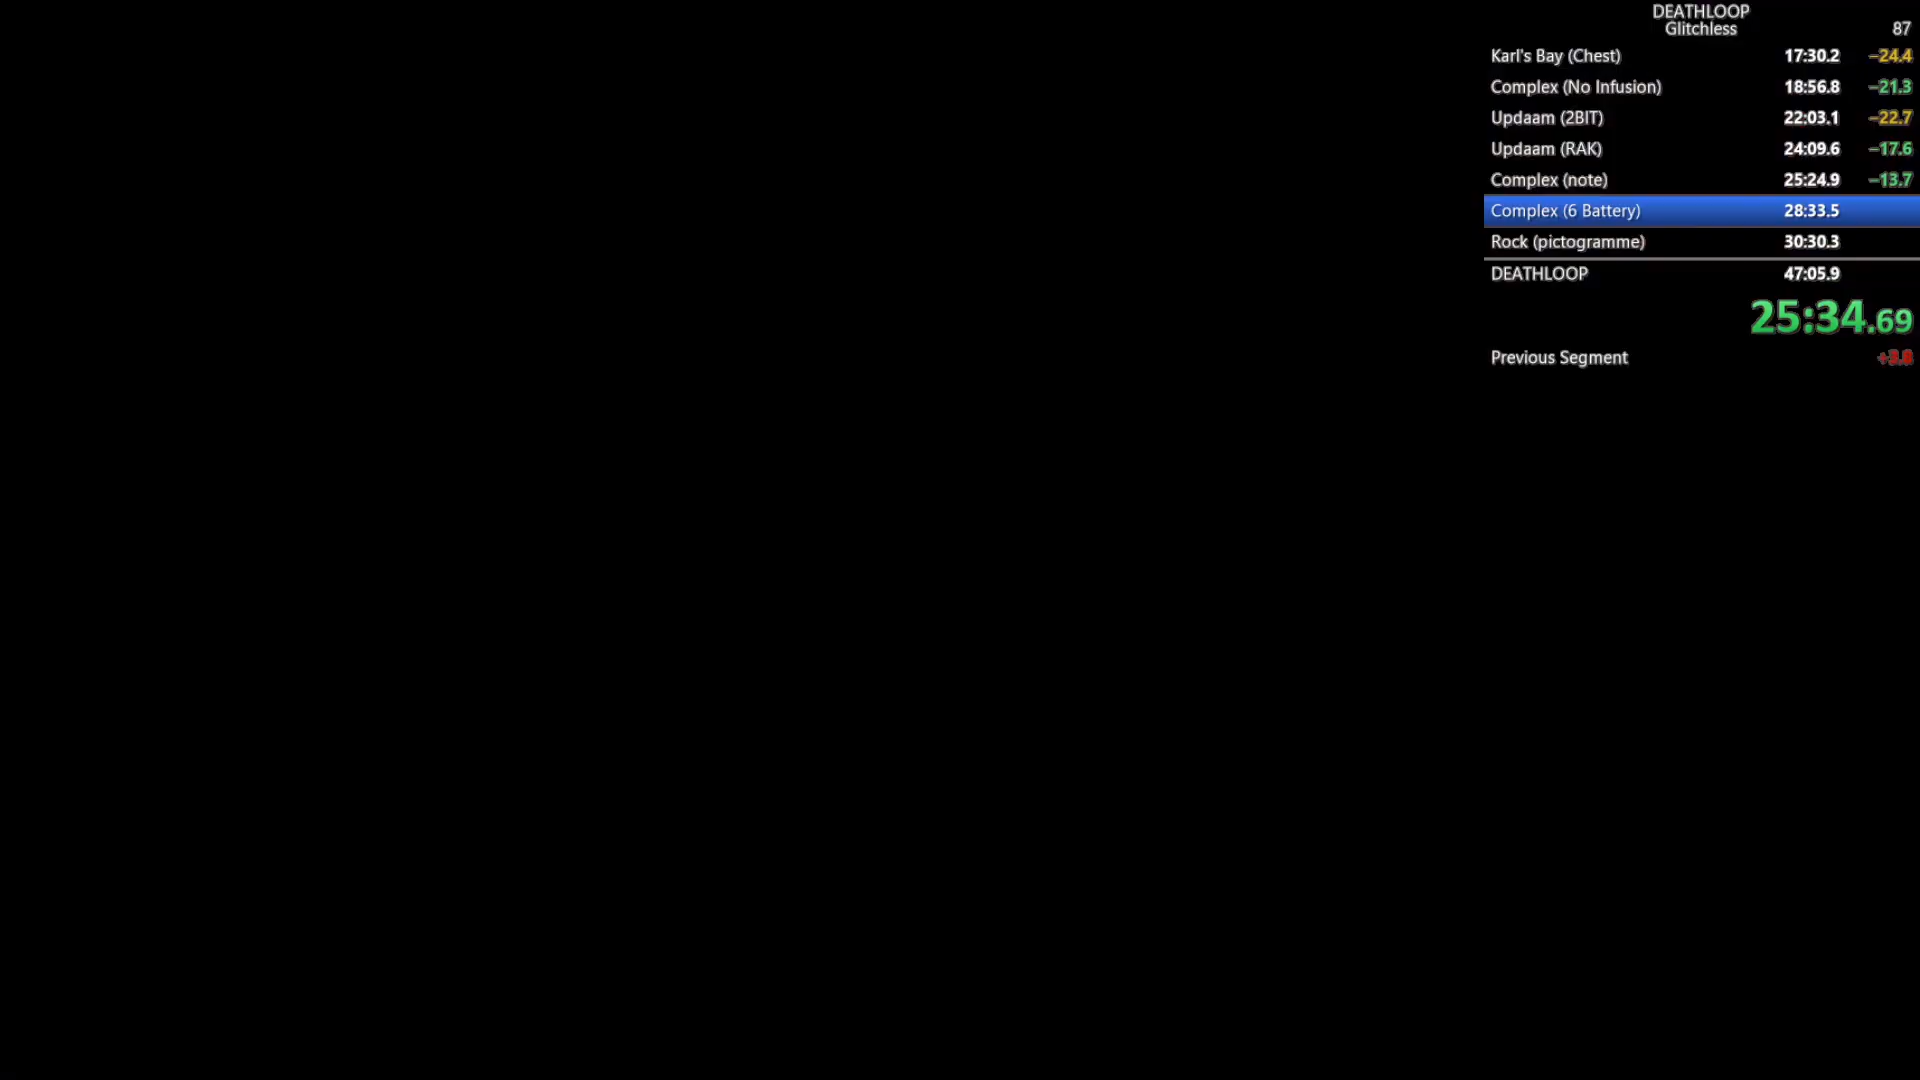 DEATHLOOP
Glitchless 87
Karl's Bay (Chest) 17:30.2 −24.4
Complex (No Infusion) 18:56.8 −21.3
Updaam (2BIT) 22:03.1 −22.7
Updaam (RAK) 24:09.6 −17.6
Complex (note) 25:24.9 −13.7
Complex (6 Battery) 28:33.5
Rock (pictogramme) 30:30.3
DEATHLOOP 47:05.9
25:34.69
Previous Segment +3.8